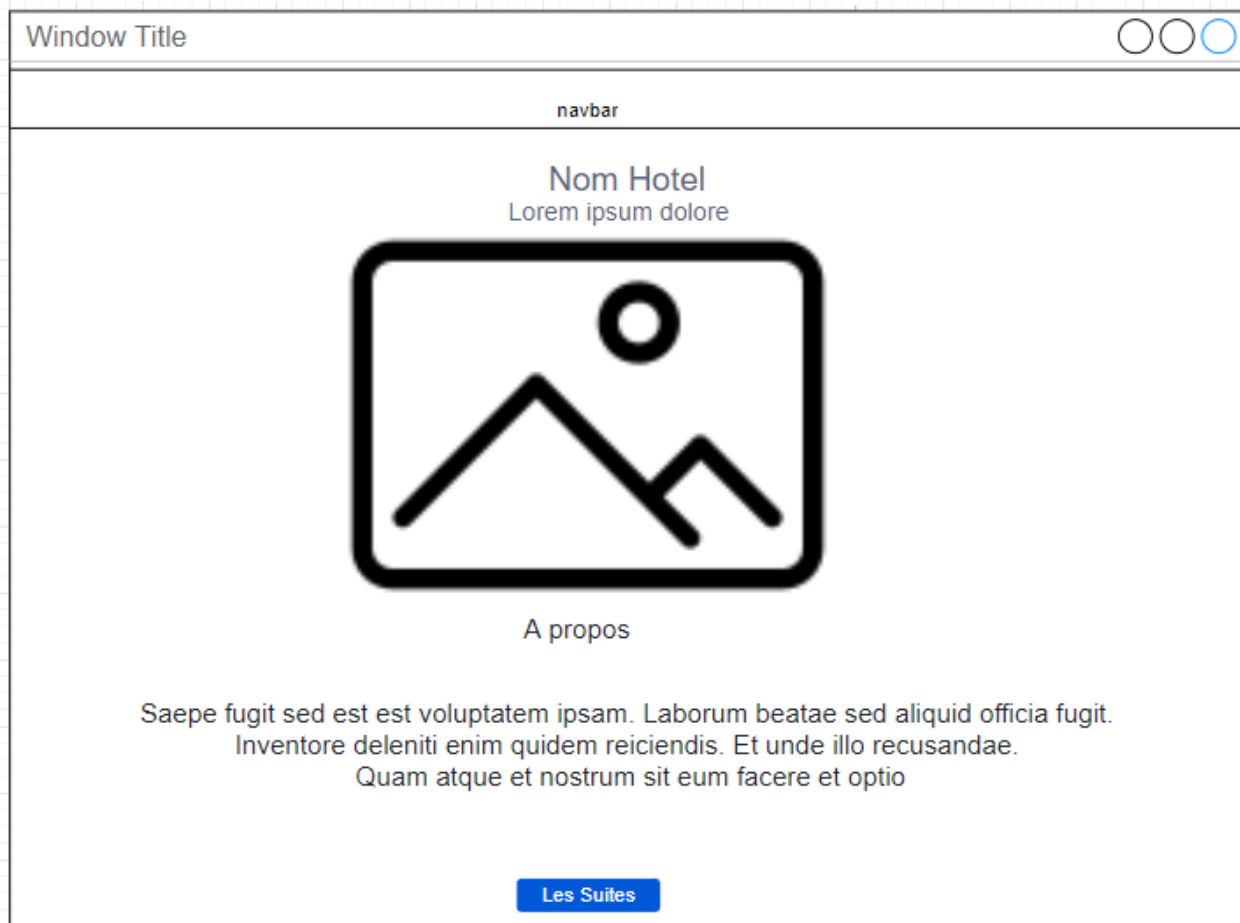 Window Title
navbar
Nom Hotel
Lorem ipsum dolore
A propos
Saepe fugit sed est est voluptatem ipsam. Laborum beatae sed aliquid officia fugit.
Inventore deleniti enim quidem reiciendis. Et unde illo recusandae.
Quam atque et nostrum sit eum facere et optio
Les Suites